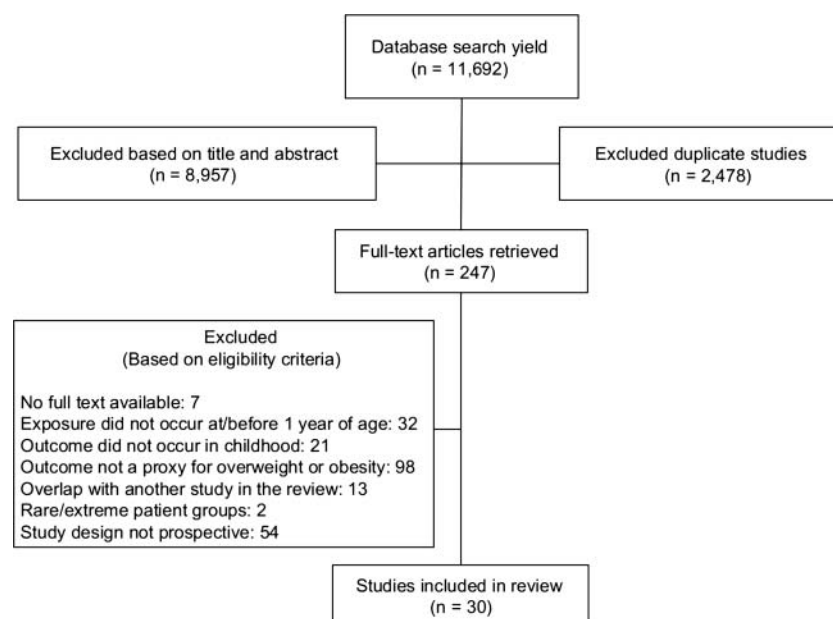 Database search yield
(n = 11,692)
Excluded based on title and abstract
(n = 8,957)
Excluded duplicate studies
(n = 2,478)
Full-text articles retrieved
(n = 247)
Excluded
(Based on eligibility criteria)
No full text available: 7
Exposure did not occur at/before 1 year of age: 32
Outcome did not occur in childhood: 21
Outcome not a proxy for overweight or obesity: 98
Overlap with another study in the review: 13
Rare/extreme patient groups: 2
Study design not prospective: 54
Studies included in review
(n = 30)